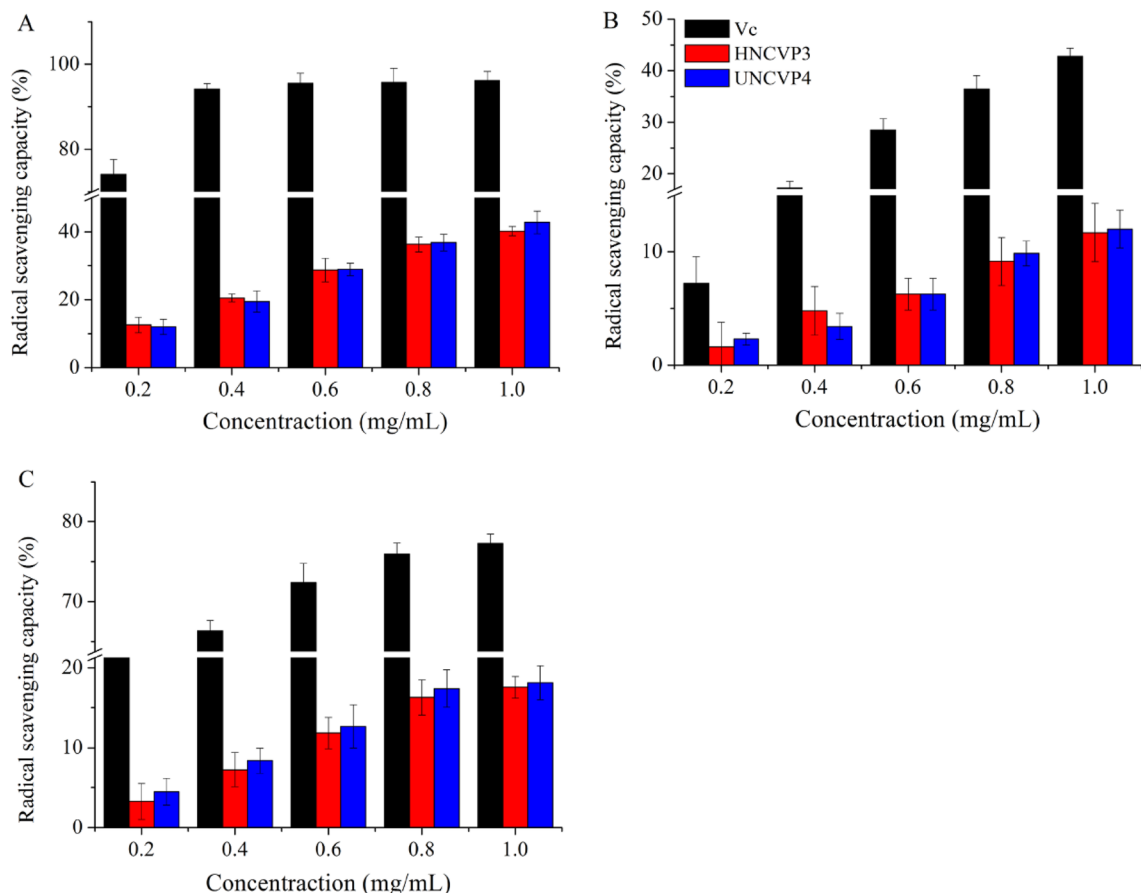 A
Radical scavenging capacity (%)
100
80
40
20
0
0.2 0.4 0.6 0.8 1.0
Concentraction (mg/mL)
B
Vc
HNCVP3
UNCVP4
Radical scavenging capacity (%)
50
40
30
20
10
0
0.2 0.4 0.6 0.8 1.0
Concentraction (mg/mL)
C
Radical scavenging capacity (%)
80
70
20
10
0
0.2 0.4 0.6 0.8 1.0
Concentraction (mg/mL)